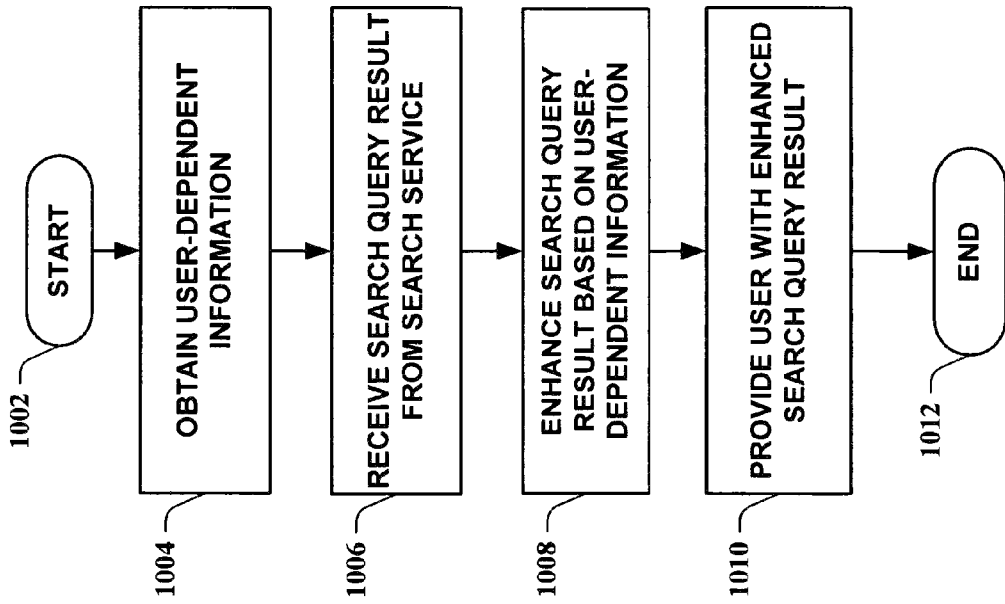 START
1002
OBTAIN USER-DEPENDENT
INFORMATION
1004
RECEIVE SEARCH QUERY RESULT
FROM SEARCH SERVICE
1006
ENHANCE SEARCH QUERY
RESULT BASED ON USER-
DEPENDENT INFORMATION
1008
PROVIDE USER WITH ENHANCED
SEARCH QUERY RESULT
1010
END
1012